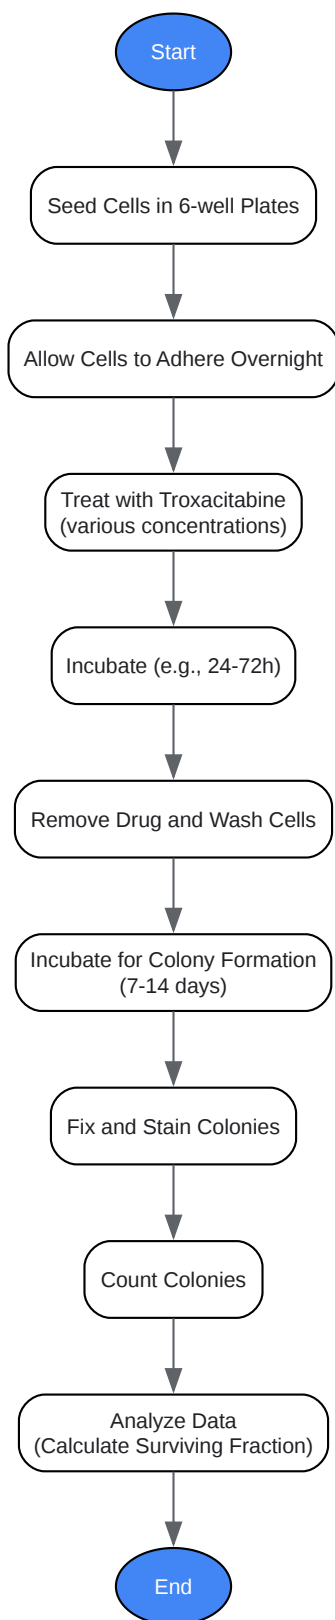 Start
Seed Cells in 6-well Plates
Allow Cells to Adhere Overnight
Treat with Troxacitabine
(various concentrations)
Incubate (e.g., 24-72h)
Remove Drug and Wash Cells
Incubate for Colony Formation
(7-14 days)
Fix and Stain Colonies
Count Colonies
Analyze Data
(Calculate Surviving Fraction)
End